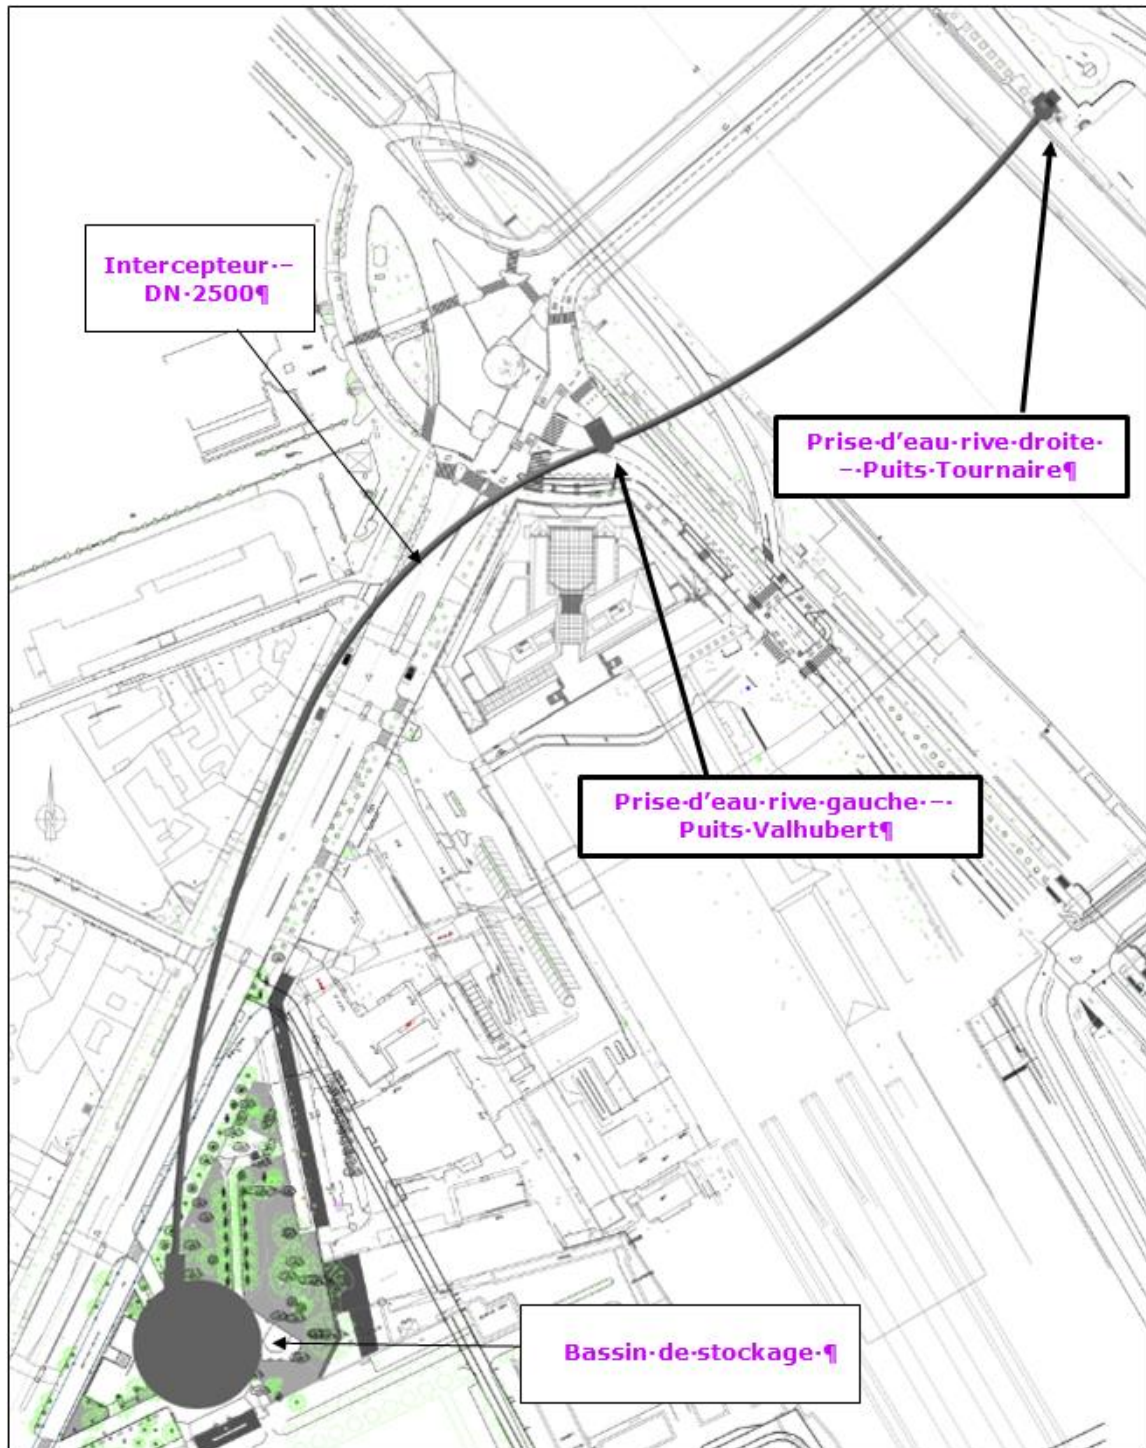 Intercepteur·–
DN·2500¶
Prise·d'eau·rive·droite·
–·Puits·Tournaire¶
Prise·d'eau·rive·gauche·–·
Puits·Valhubert¶
Bassin·de·stockage·¶